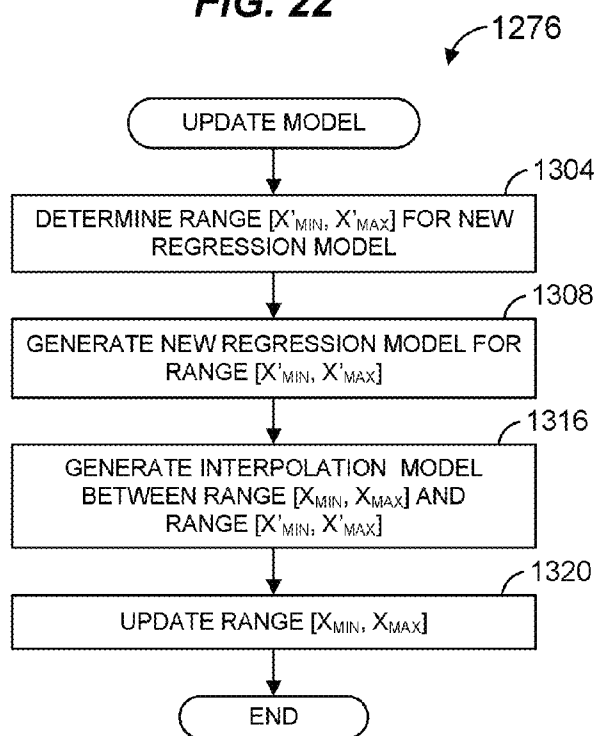 FIG. 22
1276
UPDATE MODEL
1304
DETERMINE RANGE [X'MIN, X'MAX] FOR NEW
REGRESSION MODEL
1308
GENERATE NEW REGRESSION MODEL FOR
RANGE [X'MIN, X'MAX]
1316
GENERATE INTERPOLATION MODEL
BETWEEN RANGE [XMIN, XMAX] AND
RANGE [X'MIN, X'MAX]
1320
UPDATE RANGE [XMIN, XMAX]
END